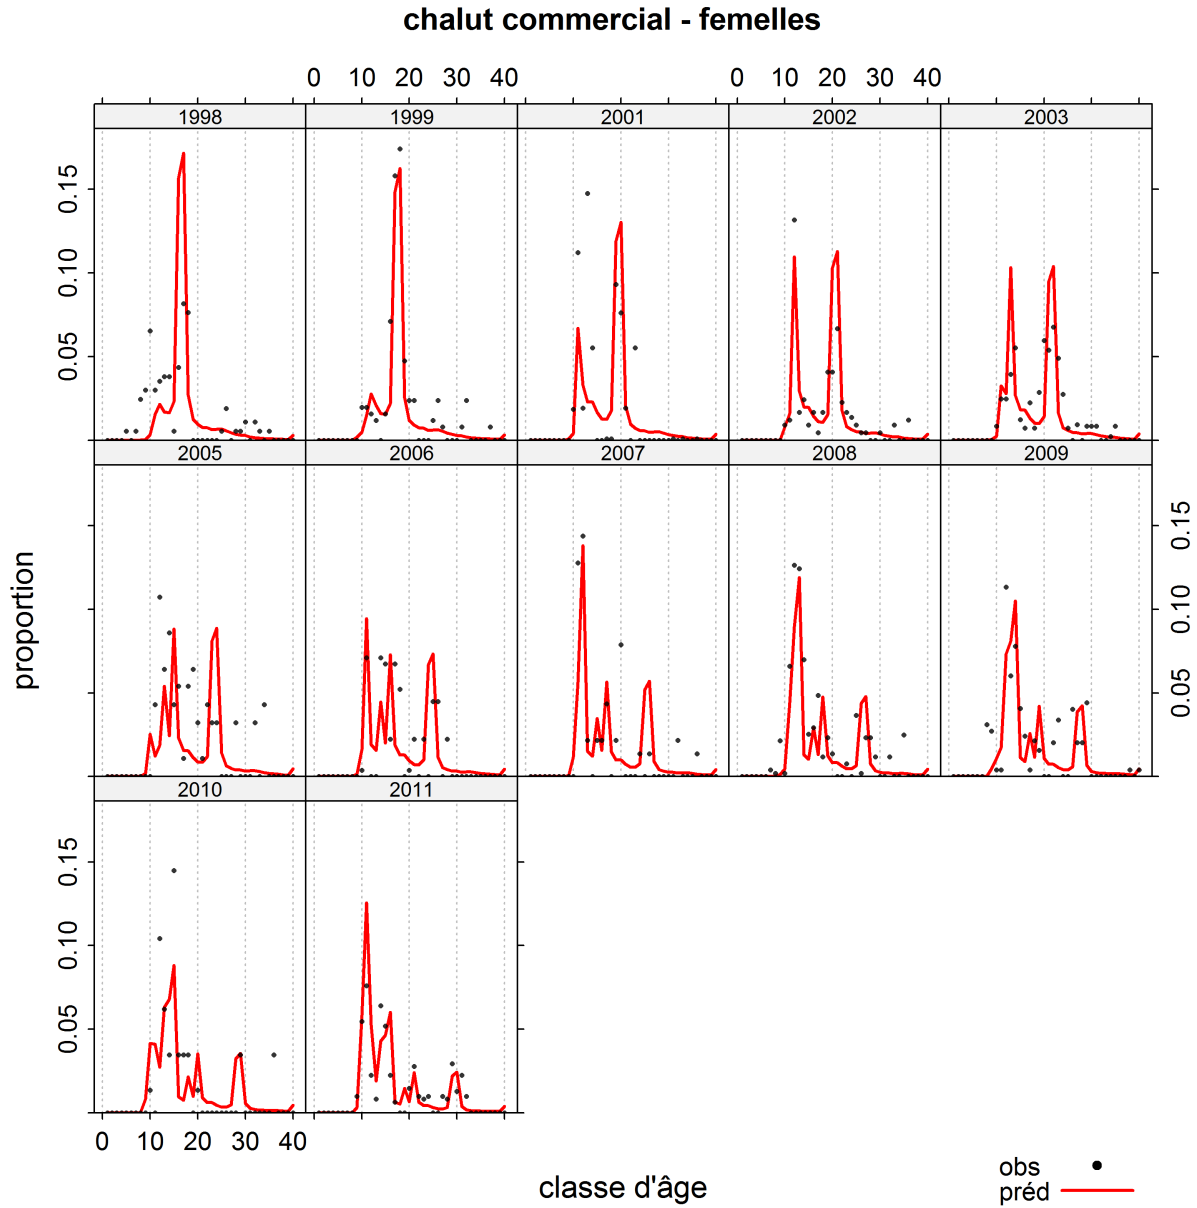 chalut commercial - femelles
0 10 20 30 40 0 10 20 30 40
1998 1999 2001 2002 2003
0.05 0.10 0.15
2005 2006 2007 2008 2009
0.05 0.10 0.15
2010 2011
0.05 0.10 0.15
0 10 20 30 40
proportion
classe d'âge
obs
préd